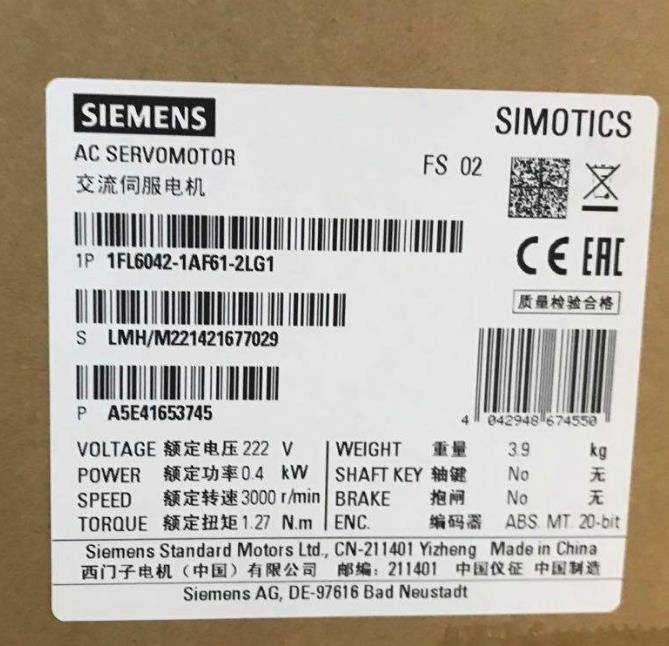 SIEMENS
SIMOTICS
AC SERVOMOTOR
FS 02
交流伺服电机
1P 1FL6042-1AF61-2LG1
CE EAC
质量检验合格
S LMH/M221421677029
P A5E41653745
4 042948 674550
VOLTAGE 额定电压 222 V
POWER 额定功率 0.4 kW
SPEED 额定转速 3000 r/min
TORQUE 额定扭矩 1.27 N.m
WEIGHT 重量 3.9 kg
SHAFT KEY 轴键 No 无
BRAKE 抱闸 No 无
ENC. 编码器 ABS. MT. 20-bit
Siemens Standard Motors Ltd., CN-211401 Yizheng Made in China
西门子电机（中国）有限公司 邮编：211401 中国仪征 中国制造
Siemens AG, DE-97616 Bad Neustadt